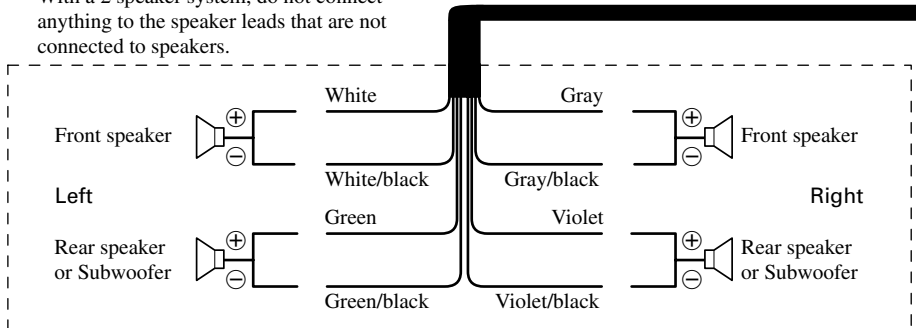 With a 2 speaker system, do not connect
anything to the speaker leads that are not
connected to speakers.
White
Gray
Front speaker
⊕
⊖
⊕
⊖
Front speaker
White/black
Gray/black
Left
Right
Green
Violet
Rear speaker
or Subwoofer
⊕
⊖
⊕
⊖
Rear speaker
or Subwoofer
Green/black
Violet/black